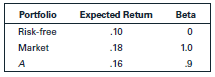 Portfolio Expected Return Beta
Risk-free .10 0
Market .18 1.0
A .16 .9